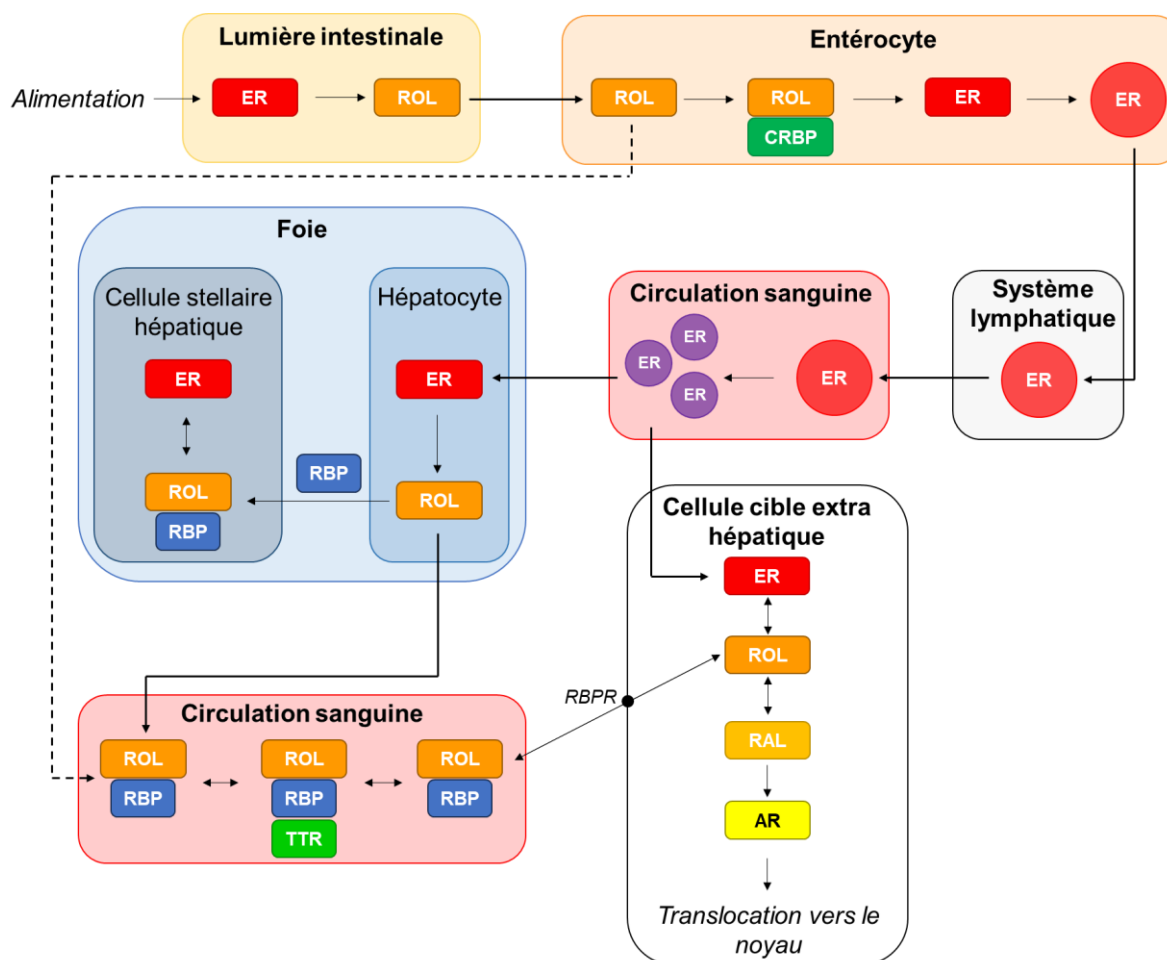 Lumière intestinale
Alimentation
ER
ROL
Entérocyte
ROL
ROL
CRBP
ER
ER
Foie
Cellule stellaire
hépatique
ER
ROL
RBP
RBP
Hépatocyte
ER
ROL
Circulation sanguine
ER
ER
ER
ER
Système
lymphatique
ER
Cellule cible extra
hépatique
ER
ROL
RAL
AR
Translocation vers le
noyau
RBPR
Circulation sanguine
ROL
RBP
ROL
RBP
TTR
ROL
RBP